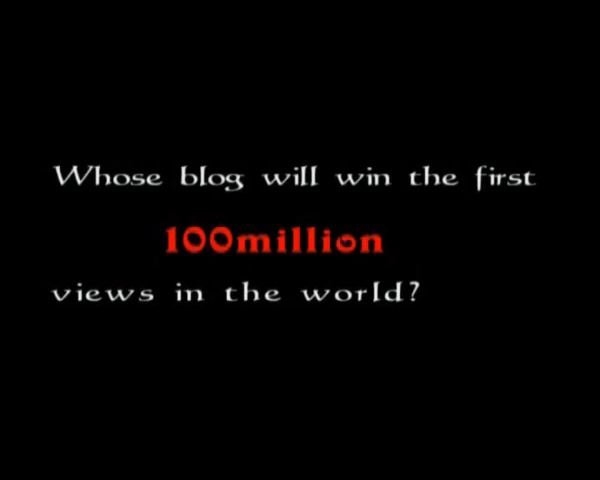 Whose blog will win the first
100million
views in the world?